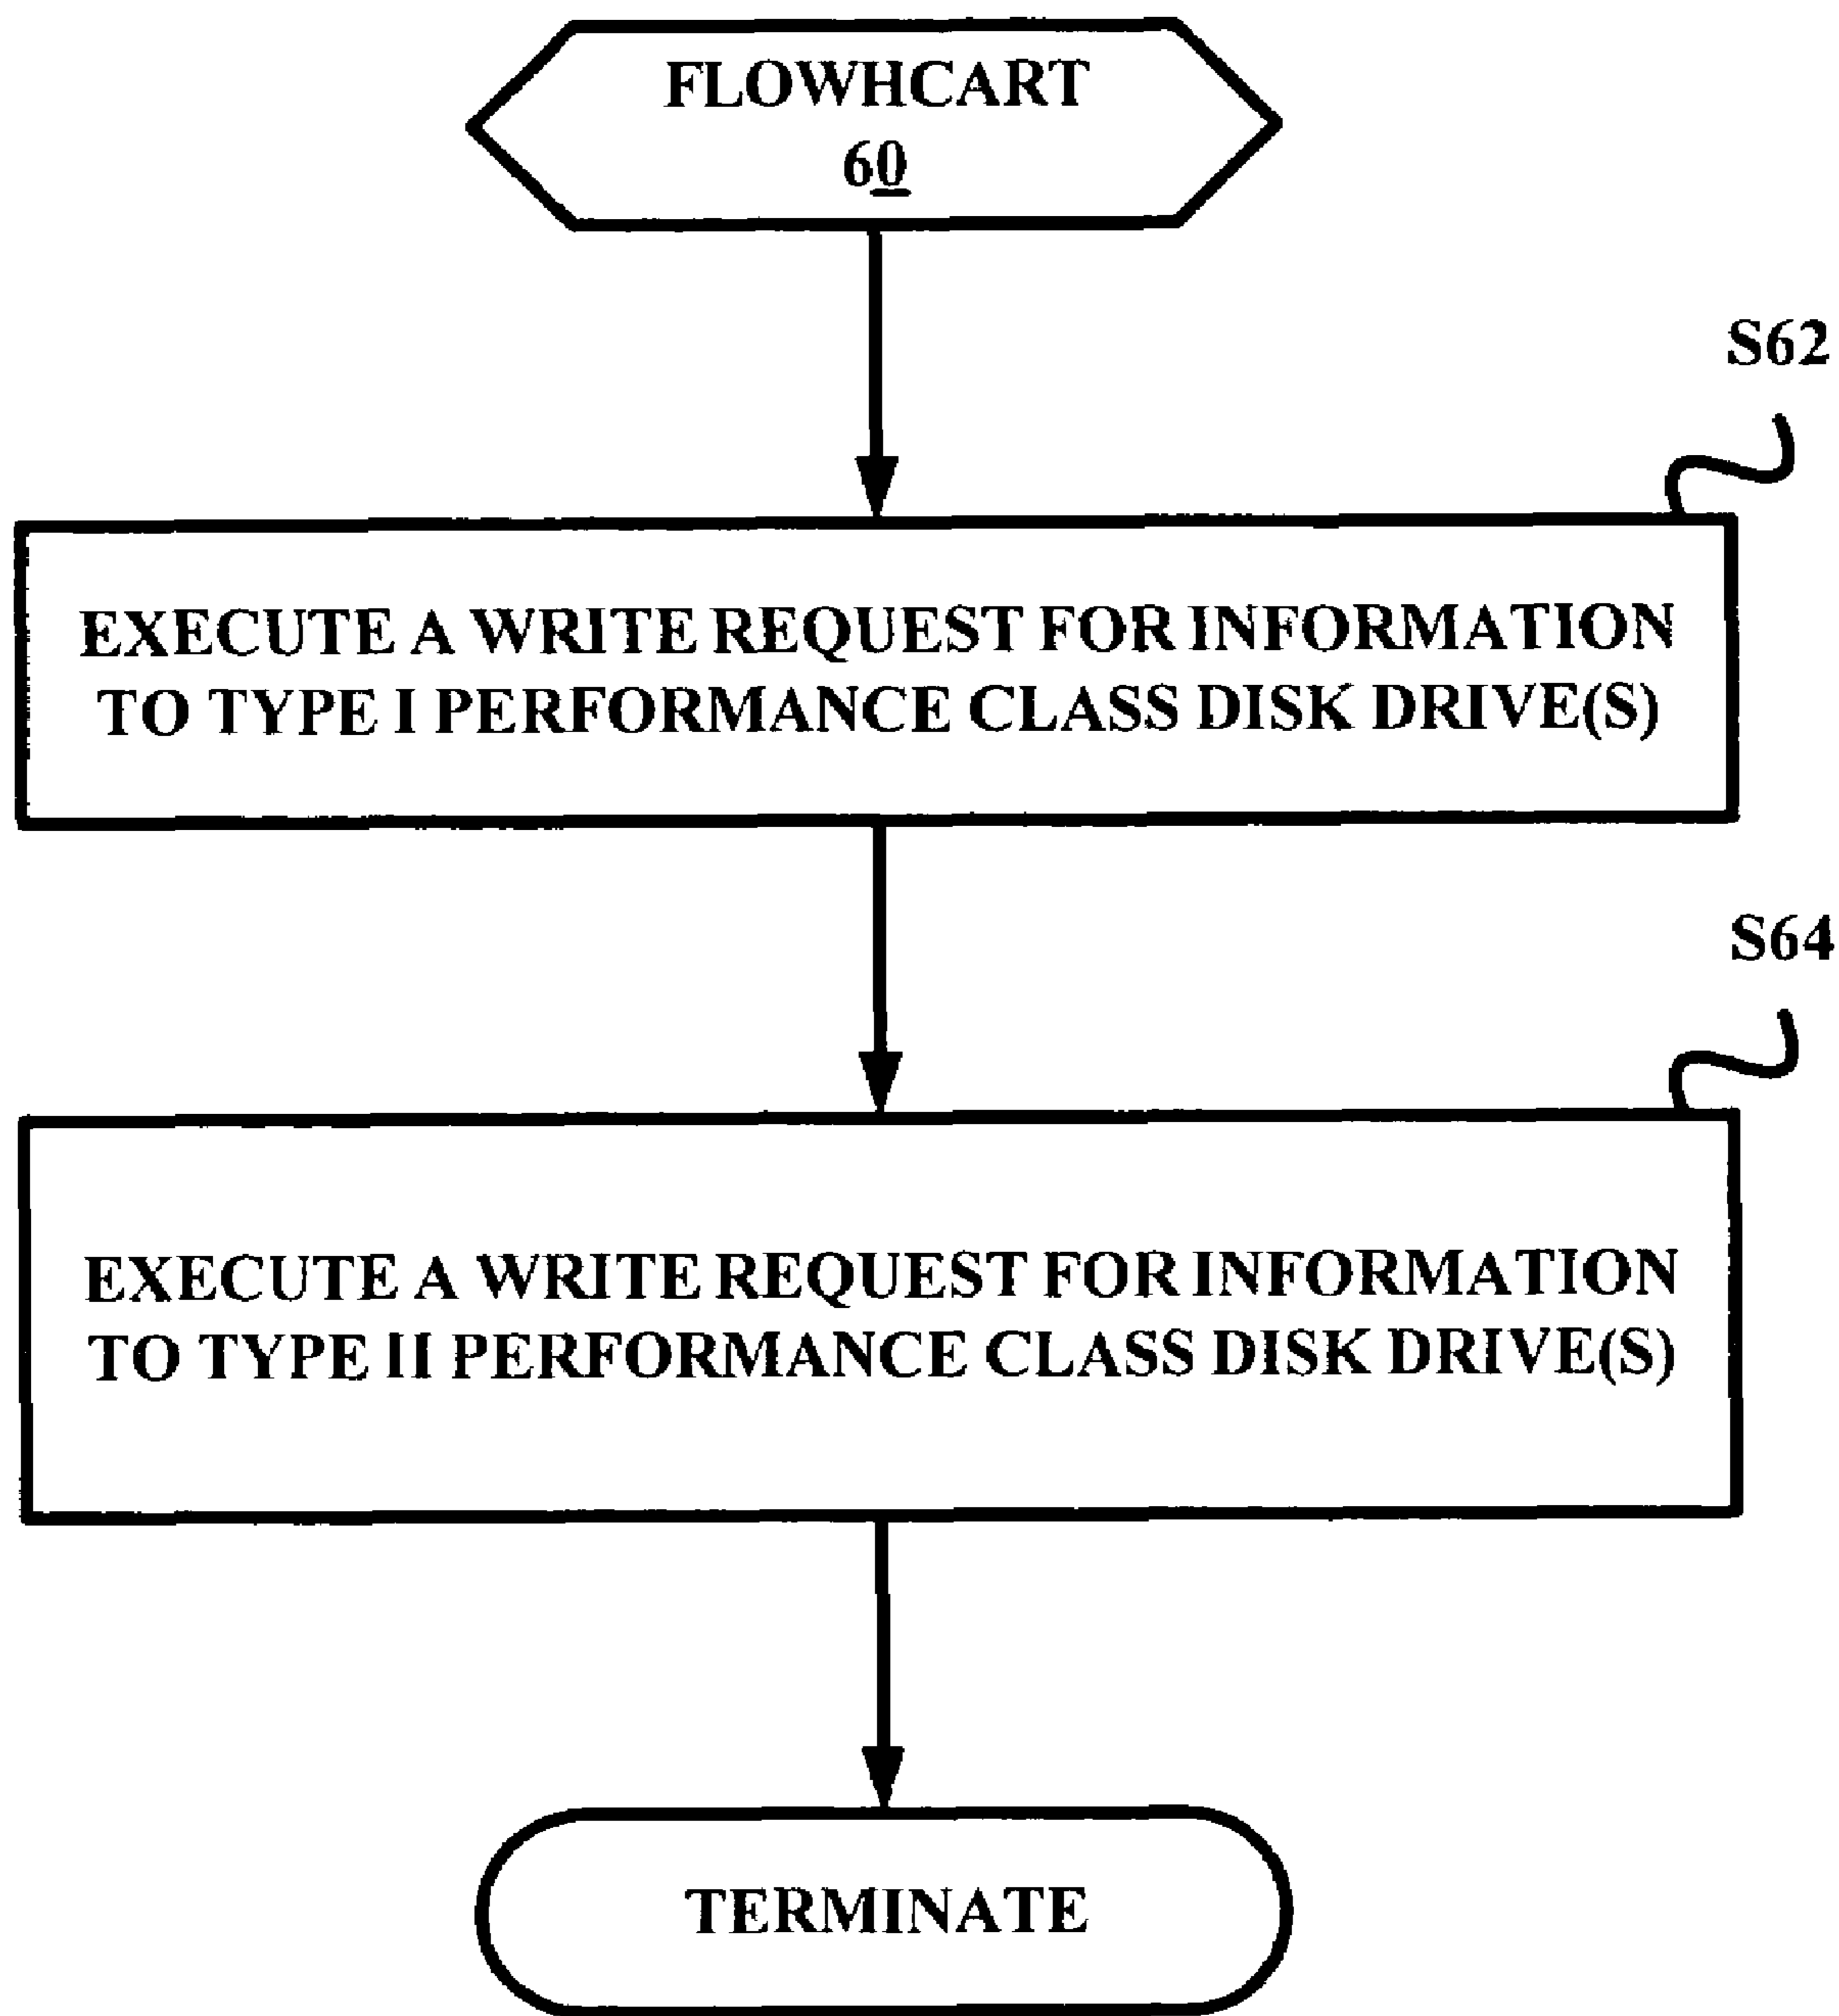 FLOWHCART
60
S62
EXECUTE A WRITE REQUEST FOR INFORMATION
TO TYPE I PERFORMANCE CLASS DISK DRIVE(S)
S64
EXECUTE A WRITE REQUEST FOR INFORMATION
TO TYPE II PERFORMANCE CLASS DISK DRIVE(S)
TERMINATE